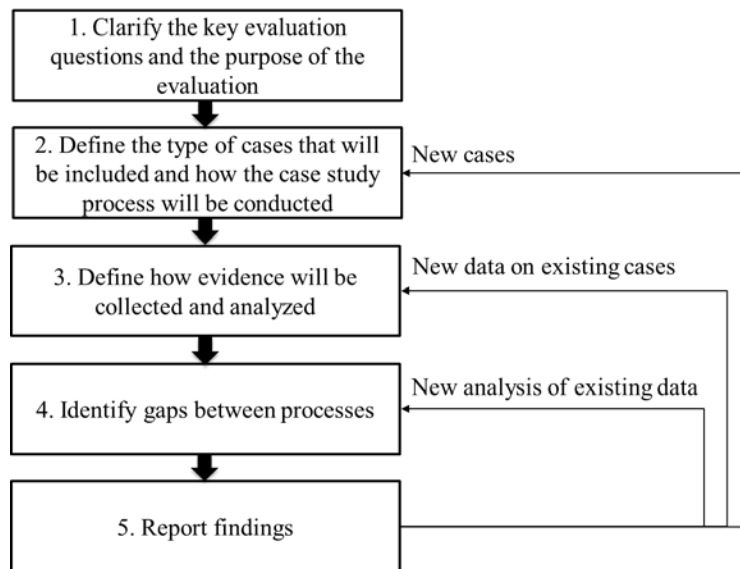 1. Clarify the key evaluation
questions and the purpose of the
evaluation
2. Define the type of cases that will
be included and how the case study
process will be conducted
New cases
3. Define how evidence will be
collected and analyzed
New data on existing cases
4. Identify gaps between processes
New analysis of existing data
5. Report findings